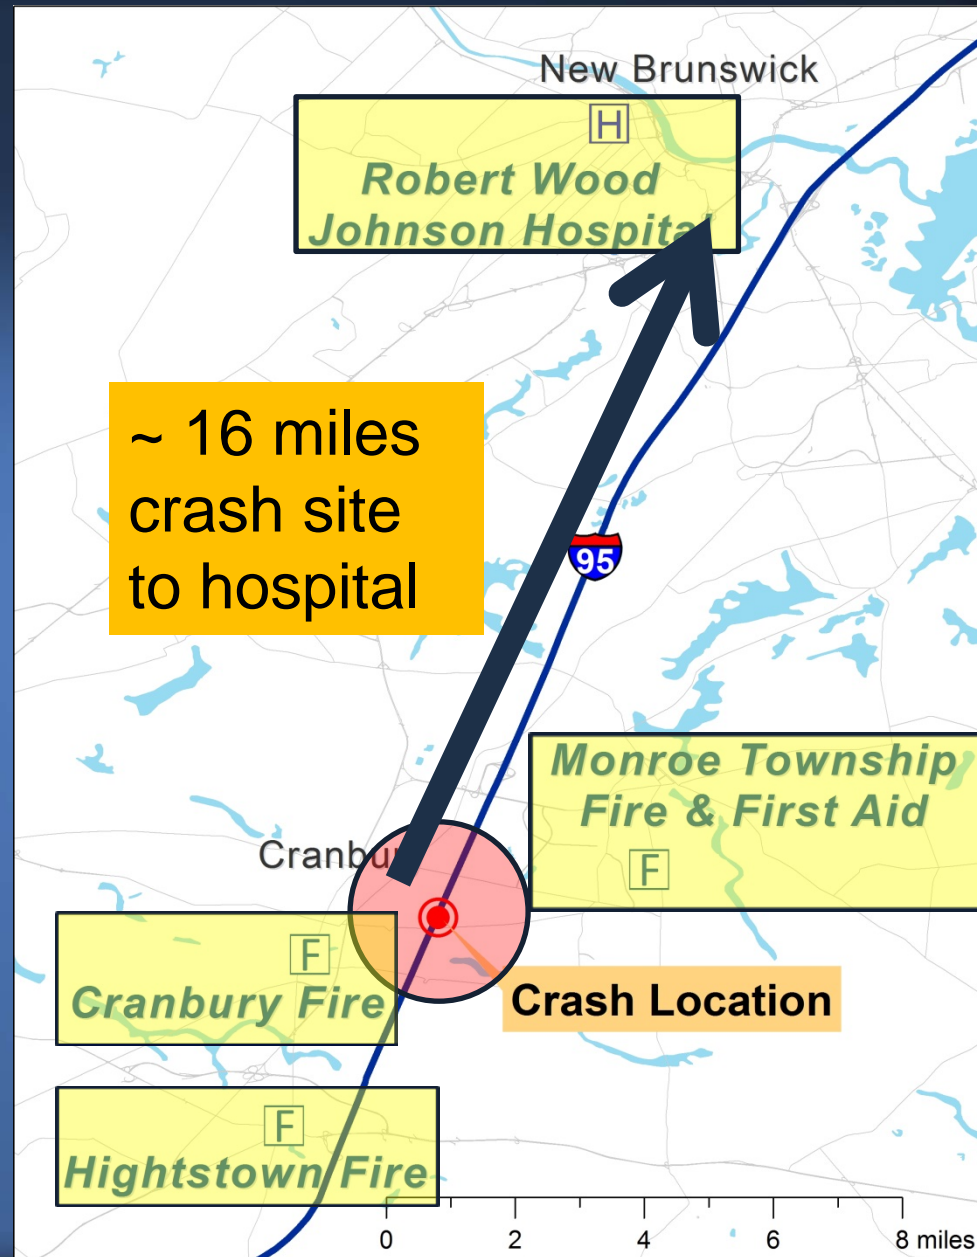 New Brunswick
H
Robert Wood
Johnson Hospital
~ 16 miles
crash site
to hospital
95
Monroe Township
Fire & First Aid
F
Cranbu
F
Cranbury Fire
Crash Location
F
Hightstown Fire
0 2 4 6 8 miles